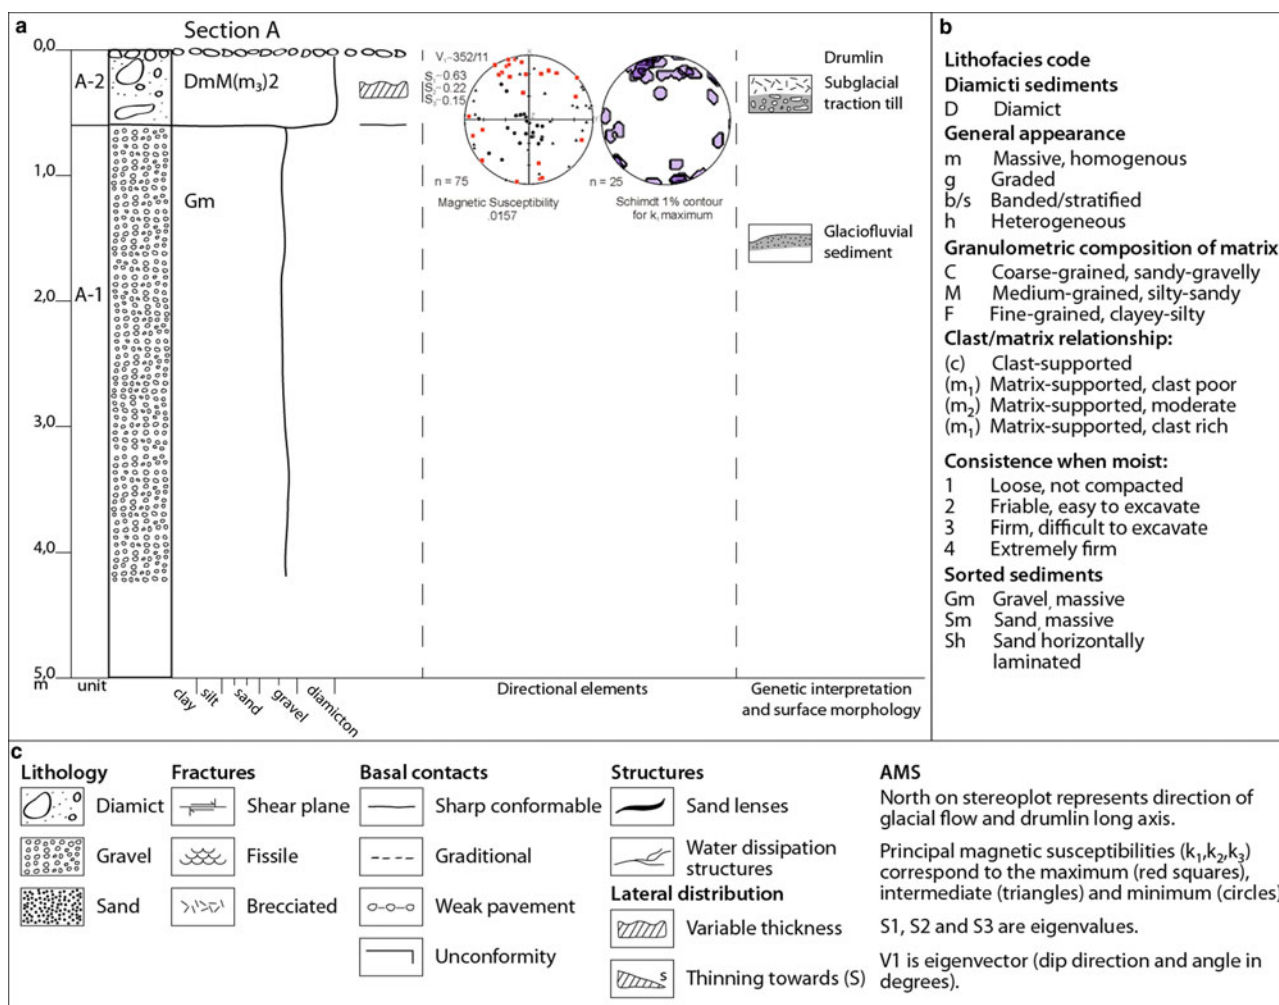 a
Section A
0,0
A-2
DmM(m3)2
1,0
Gm
A-1
2,0
3,0
4,0
5,0
m
unit
clay
silt
sand
gravel
diamicton
V1-352/11
S1-0.63
S2-0.22
S3-0.15
n = 75
n = 25
Magnetic Susceptibility
.0157
Schimdt 1% contour
for k1 maximum
Directional elements
Drumlin
Subglacial
traction till
Glaciofluvial
sediment
Genetic interpretation
and surface morphology
b
Lithofacies code
Diamicti sediments
D Diamict
General appearance
m Massive, homogenous
g Graded
b/s Banded/stratified
h Heterogeneous
Granulometric composition of matrix
C Coarse-grained, sandy-gravelly
M Medium-grained, silty-sandy
F Fine-grained, clayey-silty
Clast/matrix relationship:
(c) Clast-supported
(m1) Matrix-supported, clast poor
(m2) Matrix-supported, moderate
(m1) Matrix-supported, clast rich
Consistence when moist:
1 Loose, not compacted
2 Friable, easy to excavate
3 Firm, difficult to excavate
4 Extremely firm
Sorted sediments
Gm Gravel, massive
Sm Sand, massive
Sh Sand horizontally
laminated
c
Lithology
Diamict
Gravel
Sand
Fractures
Shear plane
Fissile
Brecciated
Basal contacts
Sharp conformable
Graditional
Weak pavement
Unconformity
Structures
Sand lenses
Water dissipation
structures
Lateral distribution
Variable thickness
S
Thinning towards (S)
AMS
North on stereoplot represents direction of
glacial flow and drumlin long axis.
Principal magnetic susceptibilities (k1,k2,k3)
correspond to the maximum (red squares),
intermediate (triangles) and minimum (circles)
S1, S2 and S3 are eigenvalues.
V1 is eigenvector (dip direction and angle in
degrees).